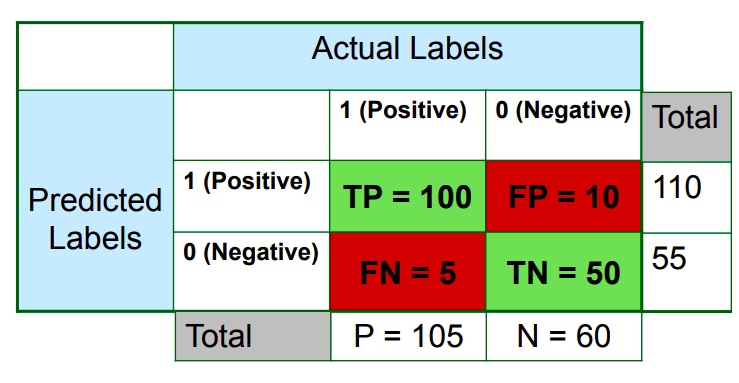 Actual Labels
1 (Positive) 0 (Negative) Total
Predicted Labels
1 (Positive) TP = 100 FP = 10 110
0 (Negative) FN = 5 TN = 50 55
Total P = 105 N = 60